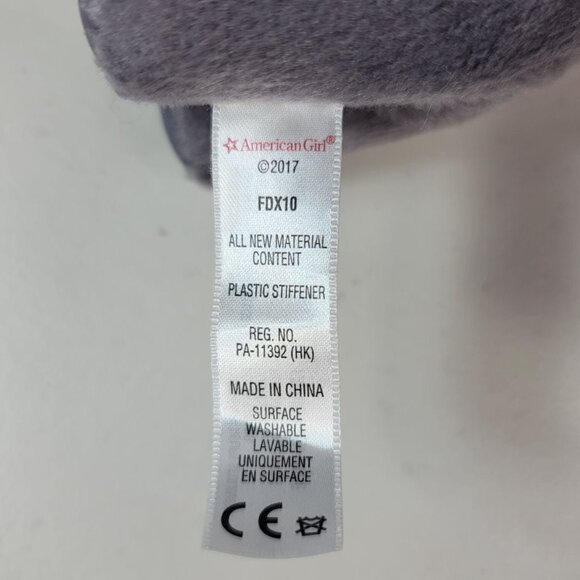 American Girl®
©2017
FDX10
ALL NEW MATERIAL
CONTENT
PLASTIC STIFFENER
REG. NO.
PA-11392 (HK)
MADE IN CHINA
SURFACE
WASHABLE
LAVABLE
UNIQUEMENT
EN SURFACE
CE